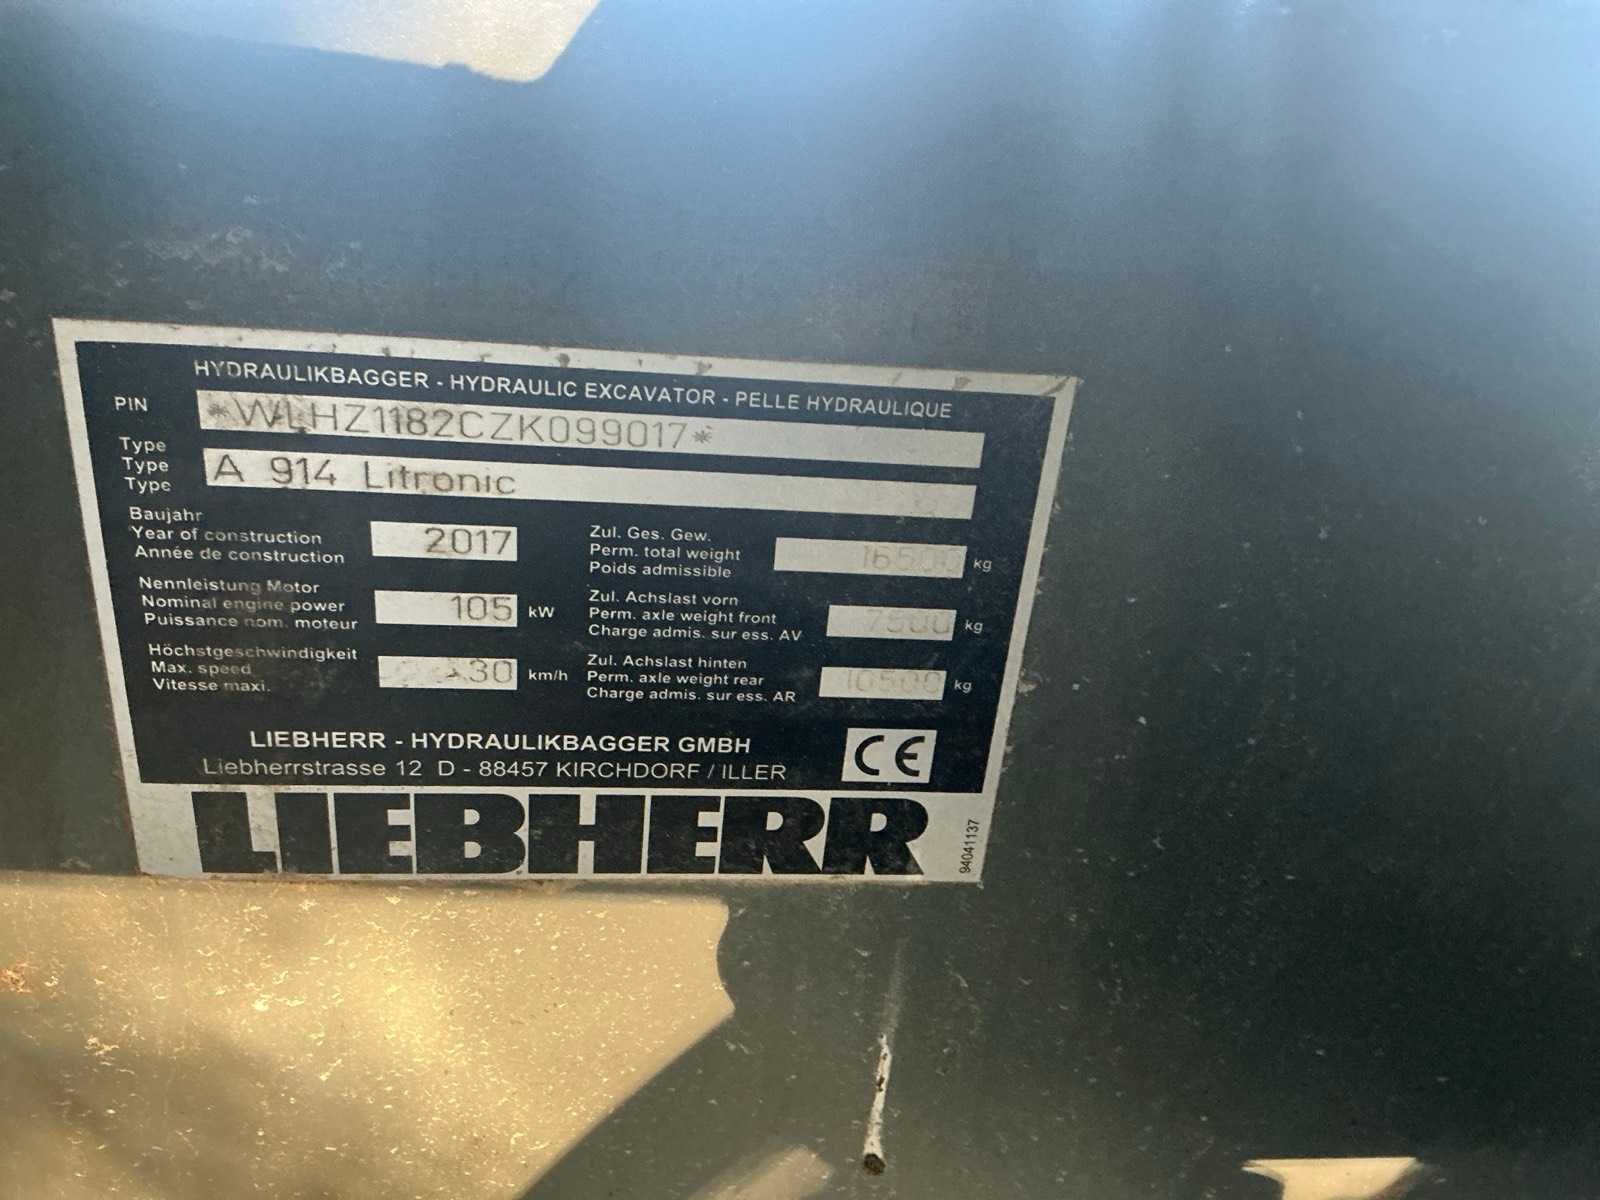 HYDRAULIKBAGGER - HYDRAULIC EXCAVATOR - PELLE HYDRAULIQUE
PIN *WLHZ1182CZK099017*
Type
Type A 914 Litronic
Type
Baujahr
Year of construction 2017
Année de construction
Zul. Ges. Gew.
Perm. total weight 16500 kg
Poids admissible
Nennleistung Motor
Nominal engine power 105 kW
Puissance nom. moteur
Zul. Achslast vorn
Perm. axle weight front 7500 kg
Charge admis. sur ess. AV
Höchstgeschwindigkeit
Max. speed 30 km/h
Vitesse maxi.
Zul. Achslast hinten
Perm. axle weight rear 10500 kg
Charge admis. sur ess. AR
LIEBHERR - HYDRAULIKBAGGER GMBH
Liebherrstrasse 12 D - 88457 KIRCHDORF / ILLER
CE
LIEBHERR
94041137